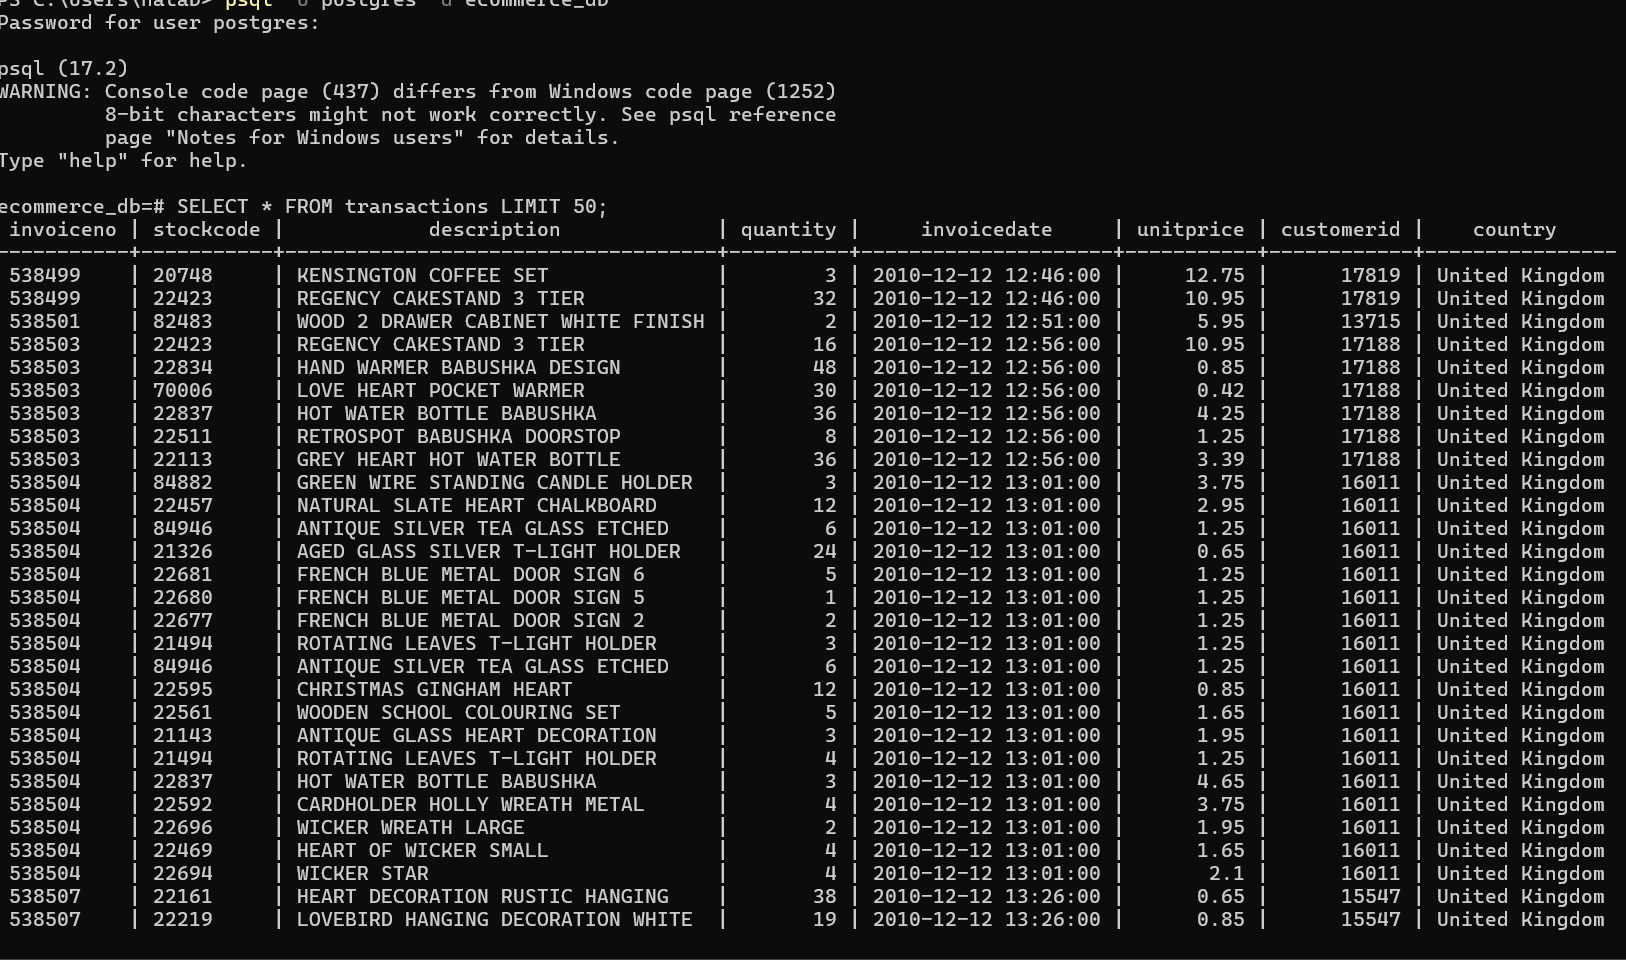 psql postgres ecommerce_db
Password for user postgres:
psql (17.2)
WARNING: Console code page (437) differs from Windows code page (1252)
8-bit characters might not work correctly. See psql reference
page "Notes for Windows users" for details.
Type "help" for help.
ecommerce_db=# SELECT * FROM transactions LIMIT 50;
invoiceno | stockcode | description | quantity | invoicedate | unitprice | customerid | country
538499 | 20748 | KENSINGTON COFFEE SET | 3 | 2010-12-12 12:46:00 | 12.75 | 17819 | United Kingdom
538499 | 22423 | REGENCY CAKESTAND 3 TIER | 32 | 2010-12-12 12:46:00 | 10.95 | 17819 | United Kingdom
538501 | 82483 | WOOD 2 DRAWER CABINET WHITE FINISH | 2 | 2010-12-12 12:51:00 | 5.95 | 13715 | United Kingdom
538503 | 22423 | REGENCY CAKESTAND 3 TIER | 16 | 2010-12-12 12:56:00 | 10.95 | 17188 | United Kingdom
538503 | 22834 | HAND WARMER BABUSHKA DESIGN | 48 | 2010-12-12 12:56:00 | 0.85 | 17188 | United Kingdom
538503 | 70006 | LOVE HEART POCKET WARMER | 30 | 2010-12-12 12:56:00 | 0.42 | 17188 | United Kingdom
538503 | 22837 | HOT WATER BOTTLE BABUSHKA | 36 | 2010-12-12 12:56:00 | 4.25 | 17188 | United Kingdom
538503 | 22511 | RETROSPOT BABUSHKA DOORSTOP | 8 | 2010-12-12 12:56:00 | 1.25 | 17188 | United Kingdom
538503 | 22113 | GREY HEART HOT WATER BOTTLE | 36 | 2010-12-12 12:56:00 | 3.39 | 17188 | United Kingdom
538504 | 84882 | GREEN WIRE STANDING CANDLE HOLDER | 3 | 2010-12-12 13:01:00 | 3.75 | 16011 | United Kingdom
538504 | 22457 | NATURAL SLATE HEART CHALKBOARD | 12 | 2010-12-12 13:01:00 | 2.95 | 16011 | United Kingdom
538504 | 84946 | ANTIQUE SILVER TEA GLASS ETCHED | 6 | 2010-12-12 13:01:00 | 1.25 | 16011 | United Kingdom
538504 | 21326 | AGED GLASS SILVER T-LIGHT HOLDER | 24 | 2010-12-12 13:01:00 | 0.65 | 16011 | United Kingdom
538504 | 22681 | FRENCH BLUE METAL DOOR SIGN 6 | 5 | 2010-12-12 13:01:00 | 1.25 | 16011 | United Kingdom
538504 | 22680 | FRENCH BLUE METAL DOOR SIGN 5 | 1 | 2010-12-12 13:01:00 | 1.25 | 16011 | United Kingdom
538504 | 22677 | FRENCH BLUE METAL DOOR SIGN 2 | 2 | 2010-12-12 13:01:00 | 1.25 | 16011 | United Kingdom
538504 | 21494 | ROTATING LEAVES T-LIGHT HOLDER | 3 | 2010-12-12 13:01:00 | 1.25 | 16011 | United Kingdom
538504 | 84946 | ANTIQUE SILVER TEA GLASS ETCHED | 6 | 2010-12-12 13:01:00 | 1.25 | 16011 | United Kingdom
538504 | 22595 | CHRISTMAS GINGHAM HEART | 12 | 2010-12-12 13:01:00 | 0.85 | 16011 | United Kingdom
538504 | 22561 | WOODEN SCHOOL COLOURING SET | 5 | 2010-12-12 13:01:00 | 1.65 | 16011 | United Kingdom
538504 | 21143 | ANTIQUE GLASS HEART DECORATION | 3 | 2010-12-12 13:01:00 | 1.95 | 16011 | United Kingdom
538504 | 21494 | ROTATING LEAVES T-LIGHT HOLDER | 4 | 2010-12-12 13:01:00 | 1.25 | 16011 | United Kingdom
538504 | 22837 | HOT WATER BOTTLE BABUSHKA | 3 | 2010-12-12 13:01:00 | 4.65 | 16011 | United Kingdom
538504 | 22592 | CARDHOLDER HOLLY WREATH METAL | 4 | 2010-12-12 13:01:00 | 3.75 | 16011 | United Kingdom
538504 | 22696 | WICKER WREATH LARGE | 2 | 2010-12-12 13:01:00 | 1.95 | 16011 | United Kingdom
538504 | 22469 | HEART OF WICKER SMALL | 4 | 2010-12-12 13:01:00 | 1.65 | 16011 | United Kingdom
538504 | 22694 | WICKER STAR | 4 | 2010-12-12 13:01:00 | 2.1 | 16011 | United Kingdom
538507 | 22161 | HEART DECORATION RUSTIC HANGING | 38 | 2010-12-12 13:26:00 | 0.65 | 15547 | United Kingdom
538507 | 22219 | LOVEBIRD HANGING DECORATION WHITE | 19 | 2010-12-12 13:26:00 | 0.85 | 15547 | United Kingdom